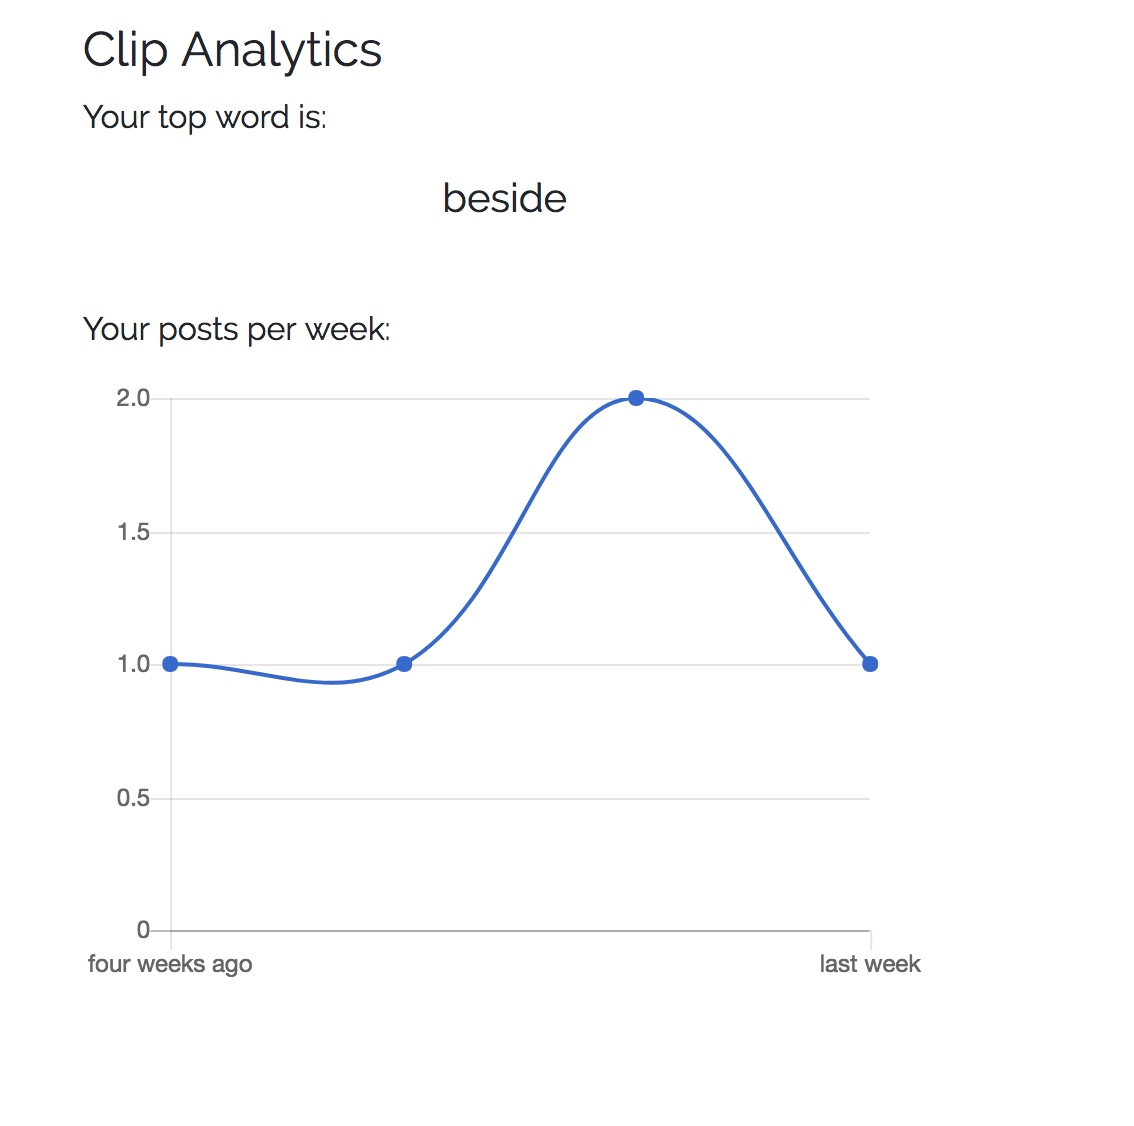 Clip Analytics
Your top word is:
beside
Your posts per week:
2.0
1.5
1.0
0.5
0
four weeks ago
last week